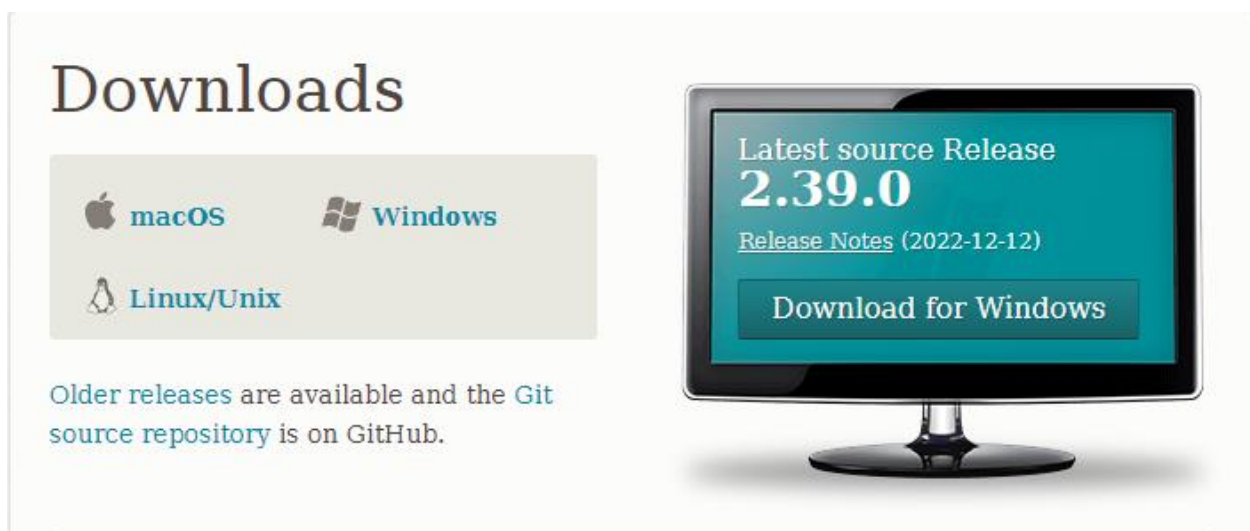 Downloads
macOS
Windows
Linux/Unix
Older releases are available and the Git
source repository is on GitHub.
Latest source Release
2.39.0
Release Notes (2022-12-12)
Download for Windows